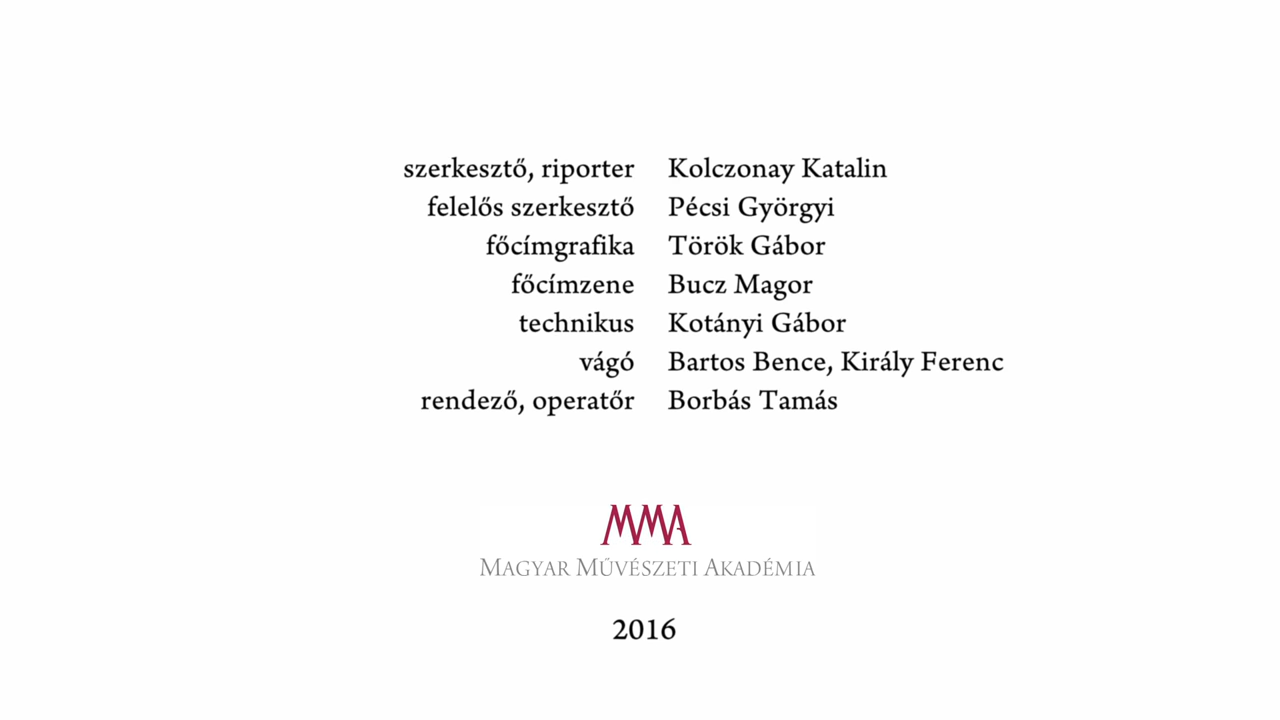 szerkesztő, riporter Kolczonay Katalin
felelős szerkesztő Pécsi Györgyi
főcímgrafika Török Gábor
főcímzene Bucz Magor
technikus Kotányi Gábor
vágó Bartos Bence, Király Ferenc
rendező, operatőr Borbás Tamás
MMA
MAGYAR MŰVÉSZETI AKADÉMIA
2016